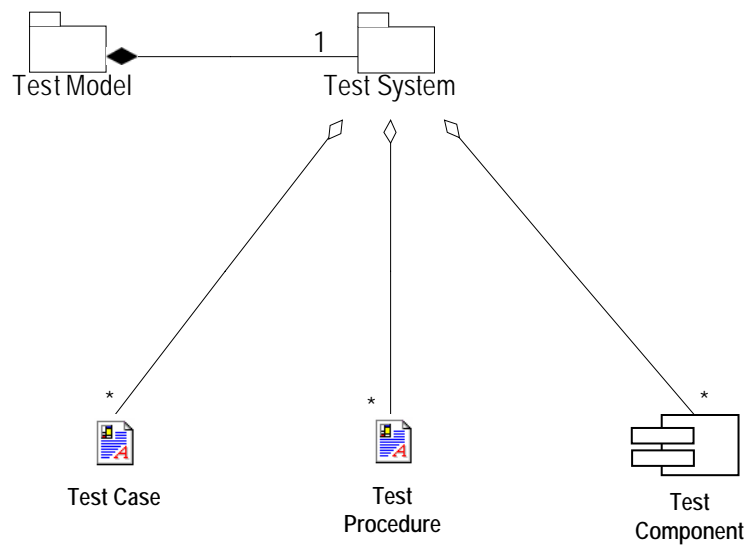 1
Test Model
Test System
*
*
*
Test Case
Test
Procedure
Test
Component